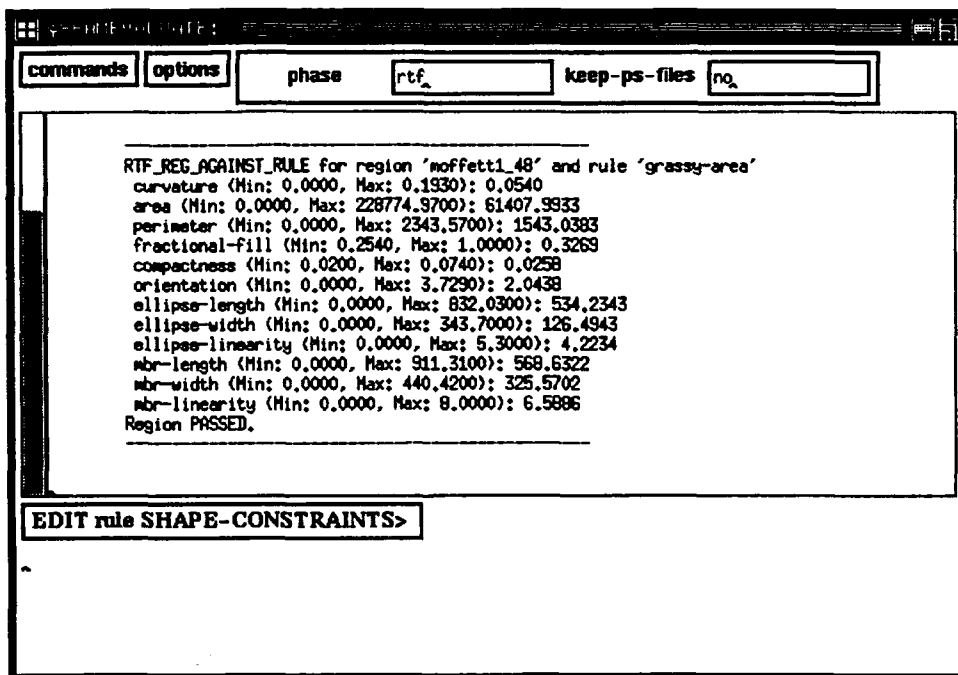 commands options phase rtf keep-ps-files no
RTF_REG_AGAINST_RULE for region 'moffett1_48' and rule 'grassy-area'
curvature (Min: 0.0000, Max: 0.1930): 0.0540
area (Min: 0.0000, Max: 228774.9700): 61407.9933
perimeter (Min: 0.0000, Max: 2343.5700): 1543.0383
fractional-fill (Min: 0.2540, Max: 1.0000): 0.3269
compactness (Min: 0.0200, Max: 0.0740): 0.0258
orientation (Min: 0.0000, Max: 3.7290): 2.0438
ellipse-length (Min: 0.0000, Max: 832.0300): 534.2343
ellipse-width (Min: 0.0000, Max: 343.7000): 126.4943
ellipse-linearity (Min: 0.0000, Max: 5.3000): 4.2234
mbr-length (Min: 0.0000, Max: 911.3100): 568.6322
mbr-width (Min: 0.0000, Max: 440.4200): 325.5702
mbr-linearity (Min: 0.0000, Max: 8.0000): 6.5886
Region PASSED.
EDIT rule SHAPE-CONSTRAINTS>